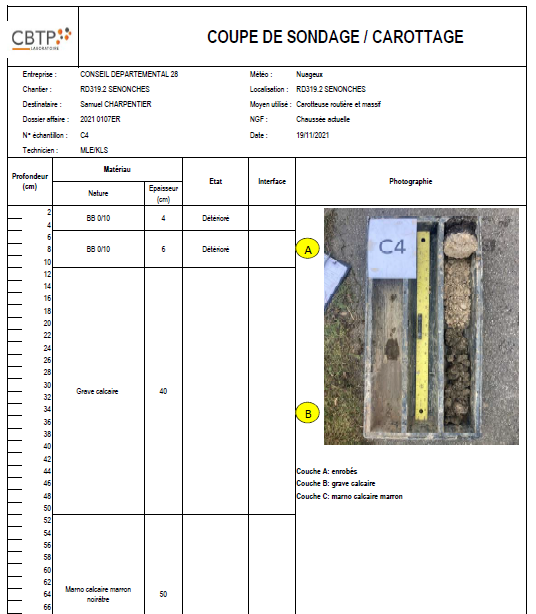 CBTP
LABORATOIRE
COUPE DE SONDAGE / CAROTTAGE
Entreprise : CONSEIL DEPARTEMENTAL 28 Météo : Nuageux
Chantier : RD319.2 SENONCHES Localisation : RD319.2 SENONCHES
Destinataire : Samuel CHARPENTIER Moyen utilisé : Carotteuse routière et massif
Dossier affaire : 2021 0107ER NGF : Chaussée actuelle
N° échantillon : C4 Date : 19/11/2021
Technicien : MLE/KLS
Profondeur (cm) Matériau Etat Interface Photographie
Nature Epaisseur (cm)
2
BB 0/10 4 Détérioré
4
6
BB 0/10 6 Détérioré
8
10
12
14
16
18
20
22
24
26
28
30
Grave calcaire 40
32
34
36
38
40
42
44
46
48
50
52
54
56
58
60
62
Marno calcaire marron noirâtre 50
64
66
A
C4
B
Couche A: enrobés
Couche B: grave calcaire
Couche C: marno calcaire marron